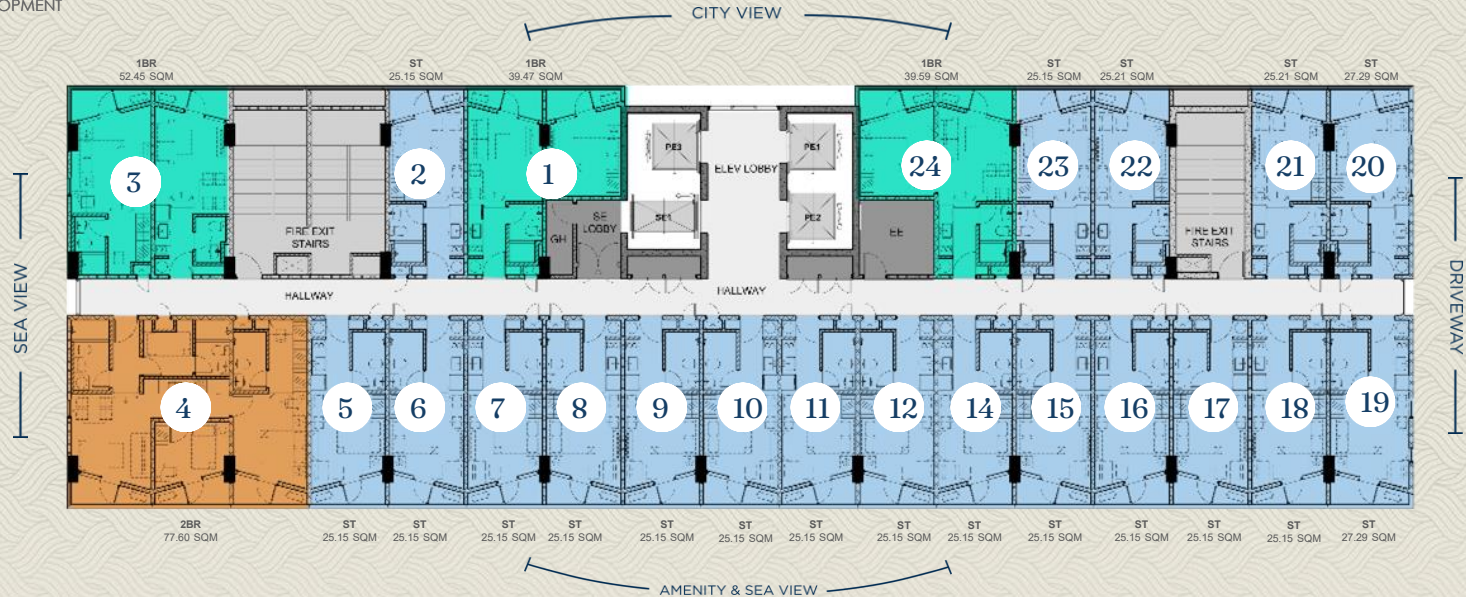 OPMENT
CITY VIEW
1BR
52.45 SQM
ST
25.15 SQM
1BR
39.47 SQM
1BR
39.59 SQM
ST
25.15 SQM
ST
25.21 SQM
ST
25.21 SQM
ST
27.29 SQM
3
2
1
24
23
22
21
20
PE3
PE1
ELEV LOBBY
SE1
PE2
SE
LOBBY
GH
EE
FIRE EXIT
STAIRS
FIRE EXIT
STAIRS
SEA VIEW
DRIVEWAY
HALLWAY
HALLWAY
4
5
6
7
8
9
10
11
12
14
15
16
17
18
19
2BR
77.60 SQM
ST
25.15 SQM
ST
25.15 SQM
ST
25.15 SQM
ST
25.15 SQM
ST
25.15 SQM
ST
25.15 SQM
ST
25.15 SQM
ST
25.15 SQM
ST
25.15 SQM
ST
25.15 SQM
ST
25.15 SQM
ST
25.15 SQM
ST
25.15 SQM
ST
27.29 SQM
AMENITY & SEA VIEW